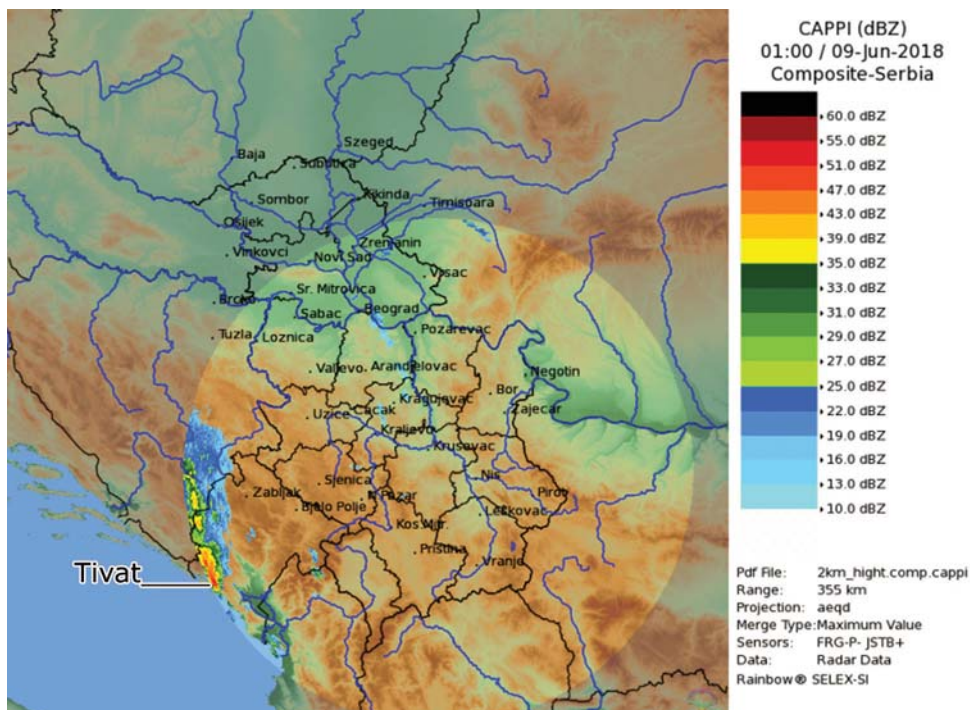 CAPPI (dBZ)
01:00 / 09-Jun-2018
Composite-Serbia
60.0 dBZ
55.0 dBZ
51.0 dBZ
47.0 dBZ
43.0 dBZ
39.0 dBZ
35.0 dBZ
33.0 dBZ
31.0 dBZ
29.0 dBZ
27.0 dBZ
25.0 dBZ
22.0 dBZ
19.0 dBZ
16.0 dBZ
13.0 dBZ
10.0 dBZ
Pdf File: 2km_hight.comp.cappi
Range: 355 km
Projection: aeqd
Merge Type: Maximum Value
Sensors: FRG-P- JSTB+
Data: Radar Data
Rainbow® SELEX-SI
Szeged
Baja
Subotica
Sombor
Kikinda
Timisoara
Osijek
Zrenjanin
Vinkovci
Novi Sad
Vrsac
Sr. Mitrovica
Brcko
Sabac
Beograd
Pozarevac
Tuzla
Loznica
Valjevo
Arandjelovac
Negotin
Bor
Kragujevac
Zajecar
Uzice
Cacak
Kraljevo
Krusevac
Nis
Sjenica
Zabljak
N Pazar
Pirot
Bjelo Polje
Leskovac
Kos.Mitr.
Pristina
Vranje
Tivat